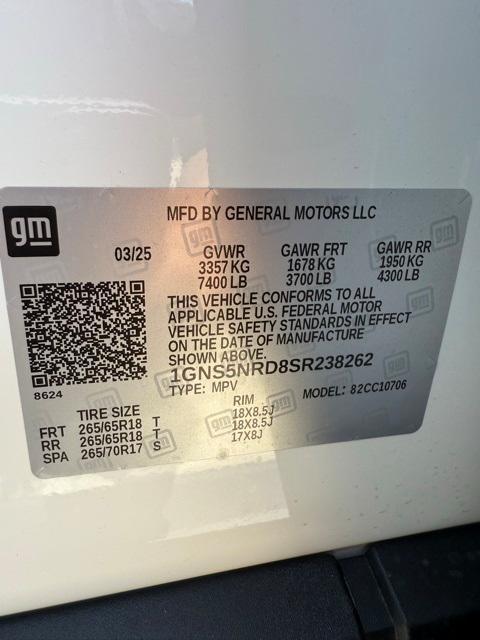 gm
MFD BY GENERAL MOTORS LLC
03/25 GVWR GAWR FRT GAWR RR
3357 KG 1678 KG 1950 KG
7400 LB 3700 LB 4300 LB
THIS VEHICLE CONFORMS TO ALL
APPLICABLE U.S. FEDERAL MOTOR
VEHICLE SAFETY STANDARDS IN EFFECT
ON THE DATE OF MANUFACTURE
SHOWN ABOVE.
1GNS5NRD8SR238262
8624 TYPE: MPV MODEL: 82CC10706
TIRE SIZE RIM
FRT 265/65R18 T 18X8.5J
RR 265/65R18 T 18X8.5J
SPA 265/70R17 S 17X8J